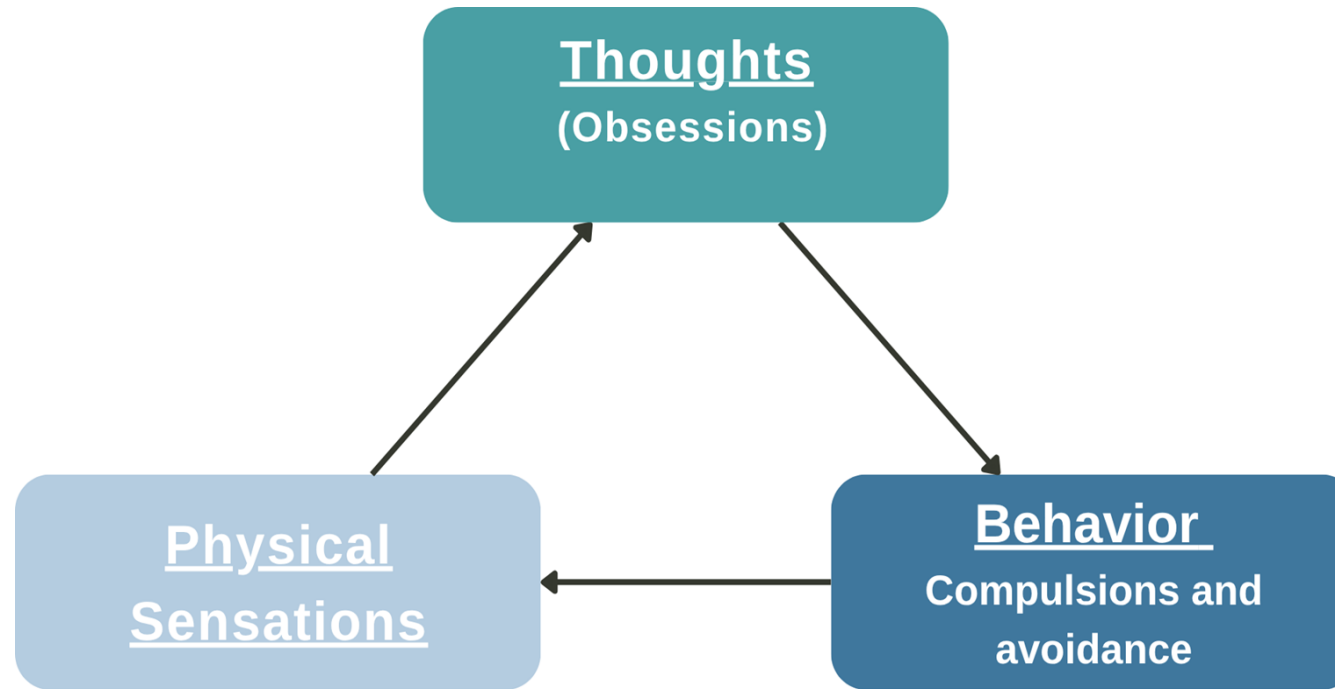 Thoughts
(Obsessions)
Physical
Sensations
Behavior
Compulsions and
avoidance